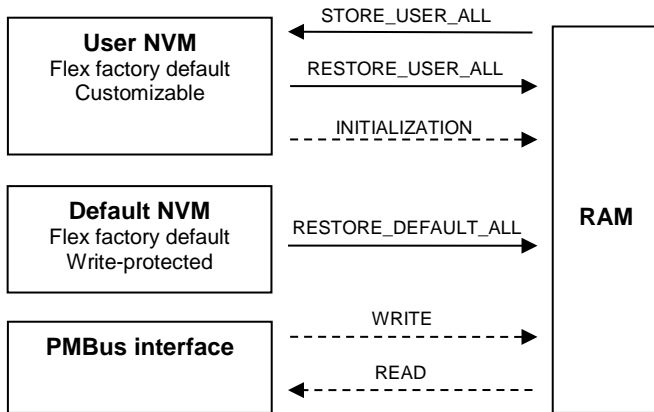 STORE_USER_ALL
User NVM
Flex factory default
Customizable
RESTORE_USER_ALL
INITIALIZATION
Default NVM
Flex factory default
Write-protected
RESTORE_DEFAULT_ALL
RAM
PMBus interface
WRITE
READ